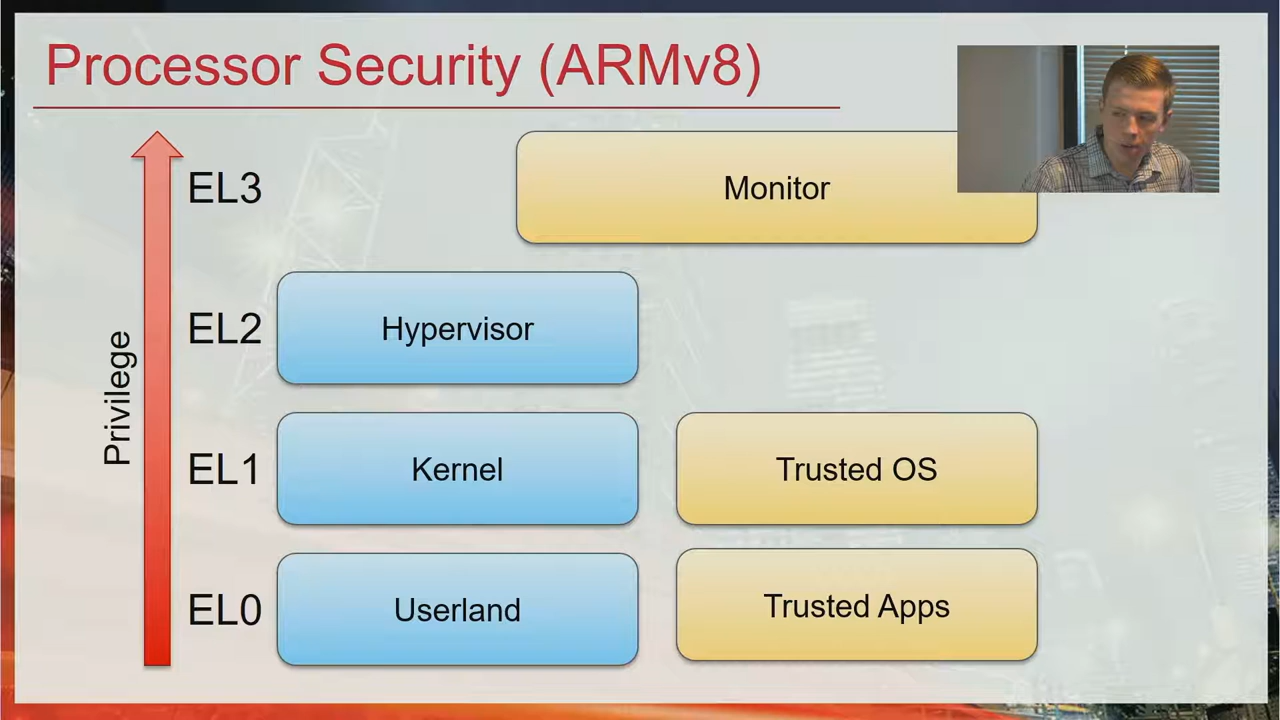 Processor Security (ARMv8)
EL3
Monitor
EL2
Hypervisor
Privilege
EL1
Kernel
Trusted OS
EL0
Userland
Trusted Apps